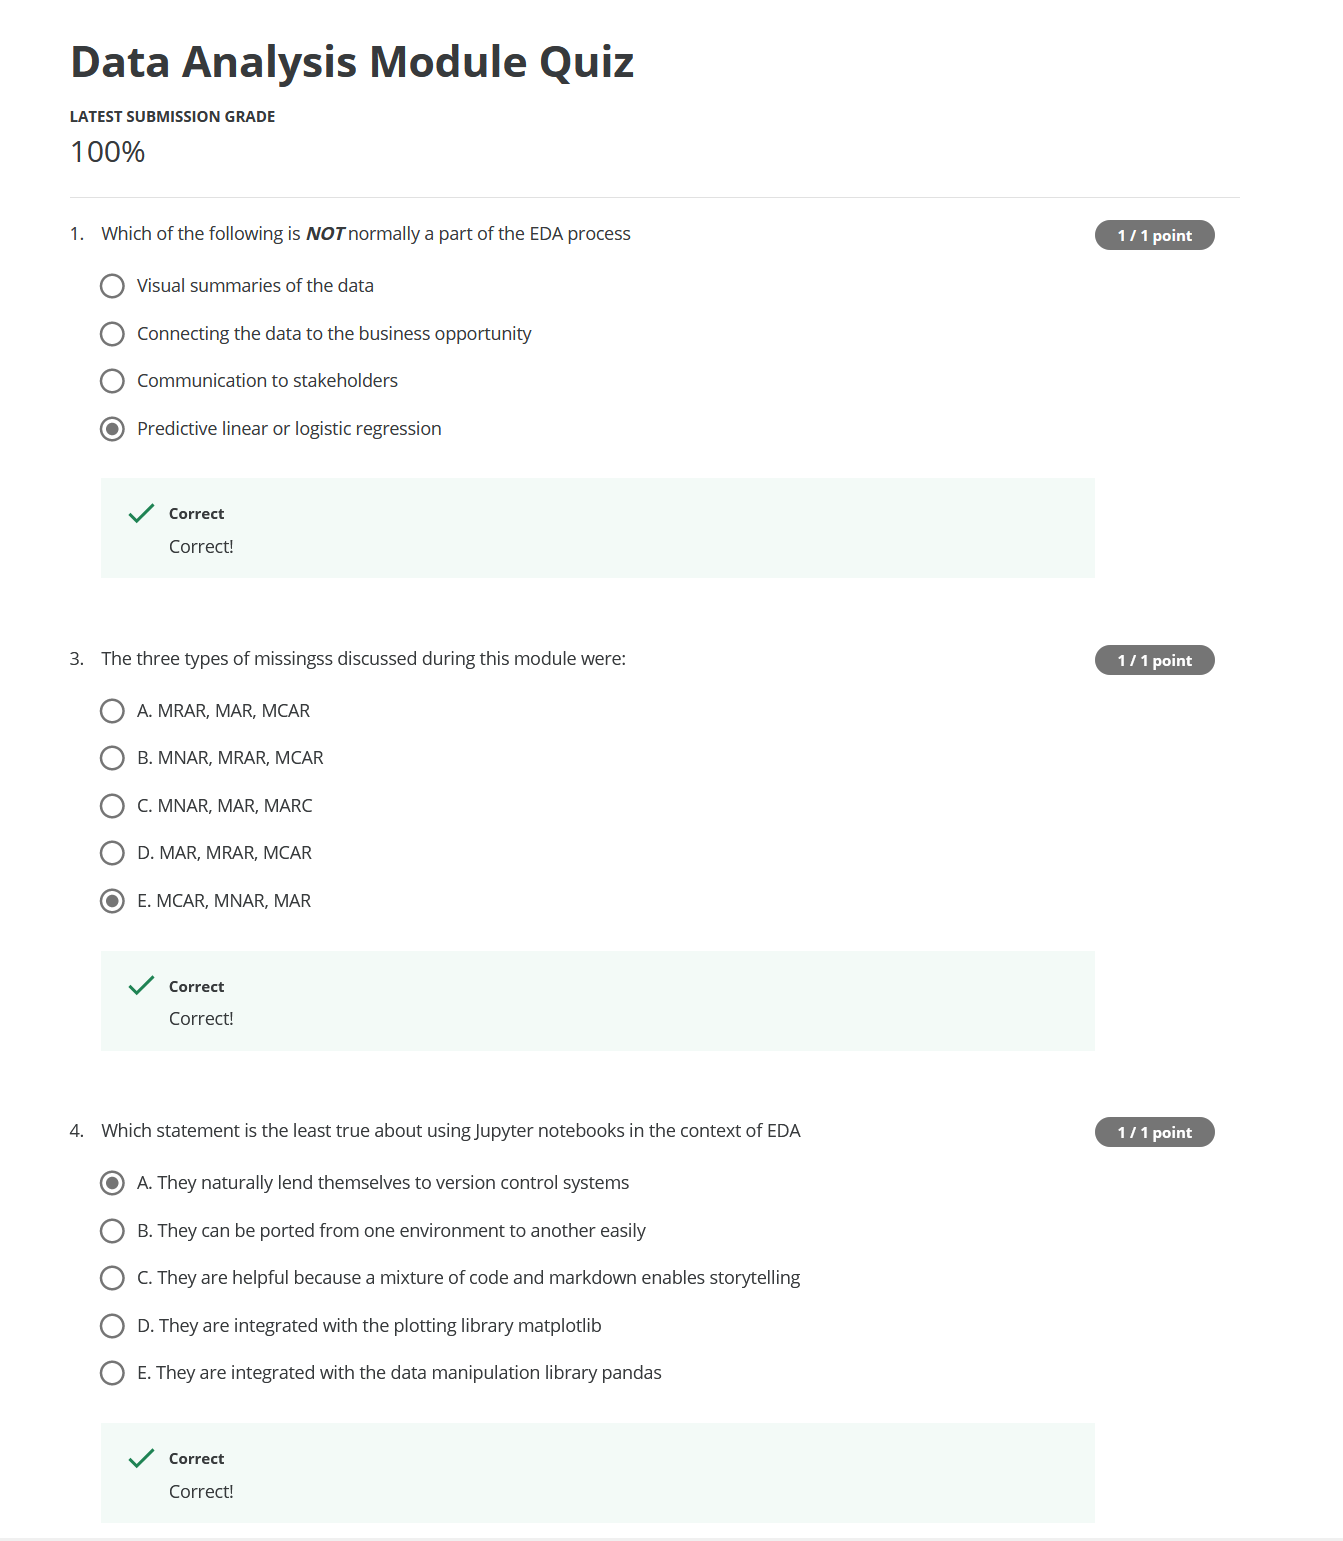 Data Analysis Module Quiz
LATEST SUBMISSION GRADE
100%
1. Which of the following is NOT normally a part of the EDA process
1 / 1 point
Visual summaries of the data
Connecting the data to the business opportunity
Communication to stakeholders
Predictive linear or logistic regression
Correct
Correct!
3. The three types of missingss discussed during this module were:
1 / 1 point
A. MRAR, MAR, MCAR
B. MNAR, MRAR, MCAR
C. MNAR, MAR, MARC
D. MAR, MRAR, MCAR
E. MCAR, MNAR, MAR
Correct
Correct!
4. Which statement is the least true about using Jupyter notebooks in the context of EDA
1 / 1 point
A. They naturally lend themselves to version control systems
B. They can be ported from one environment to another easily
C. They are helpful because a mixture of code and markdown enables storytelling
D. They are integrated with the plotting library matplotlib
E. They are integrated with the data manipulation library pandas
Correct
Correct!